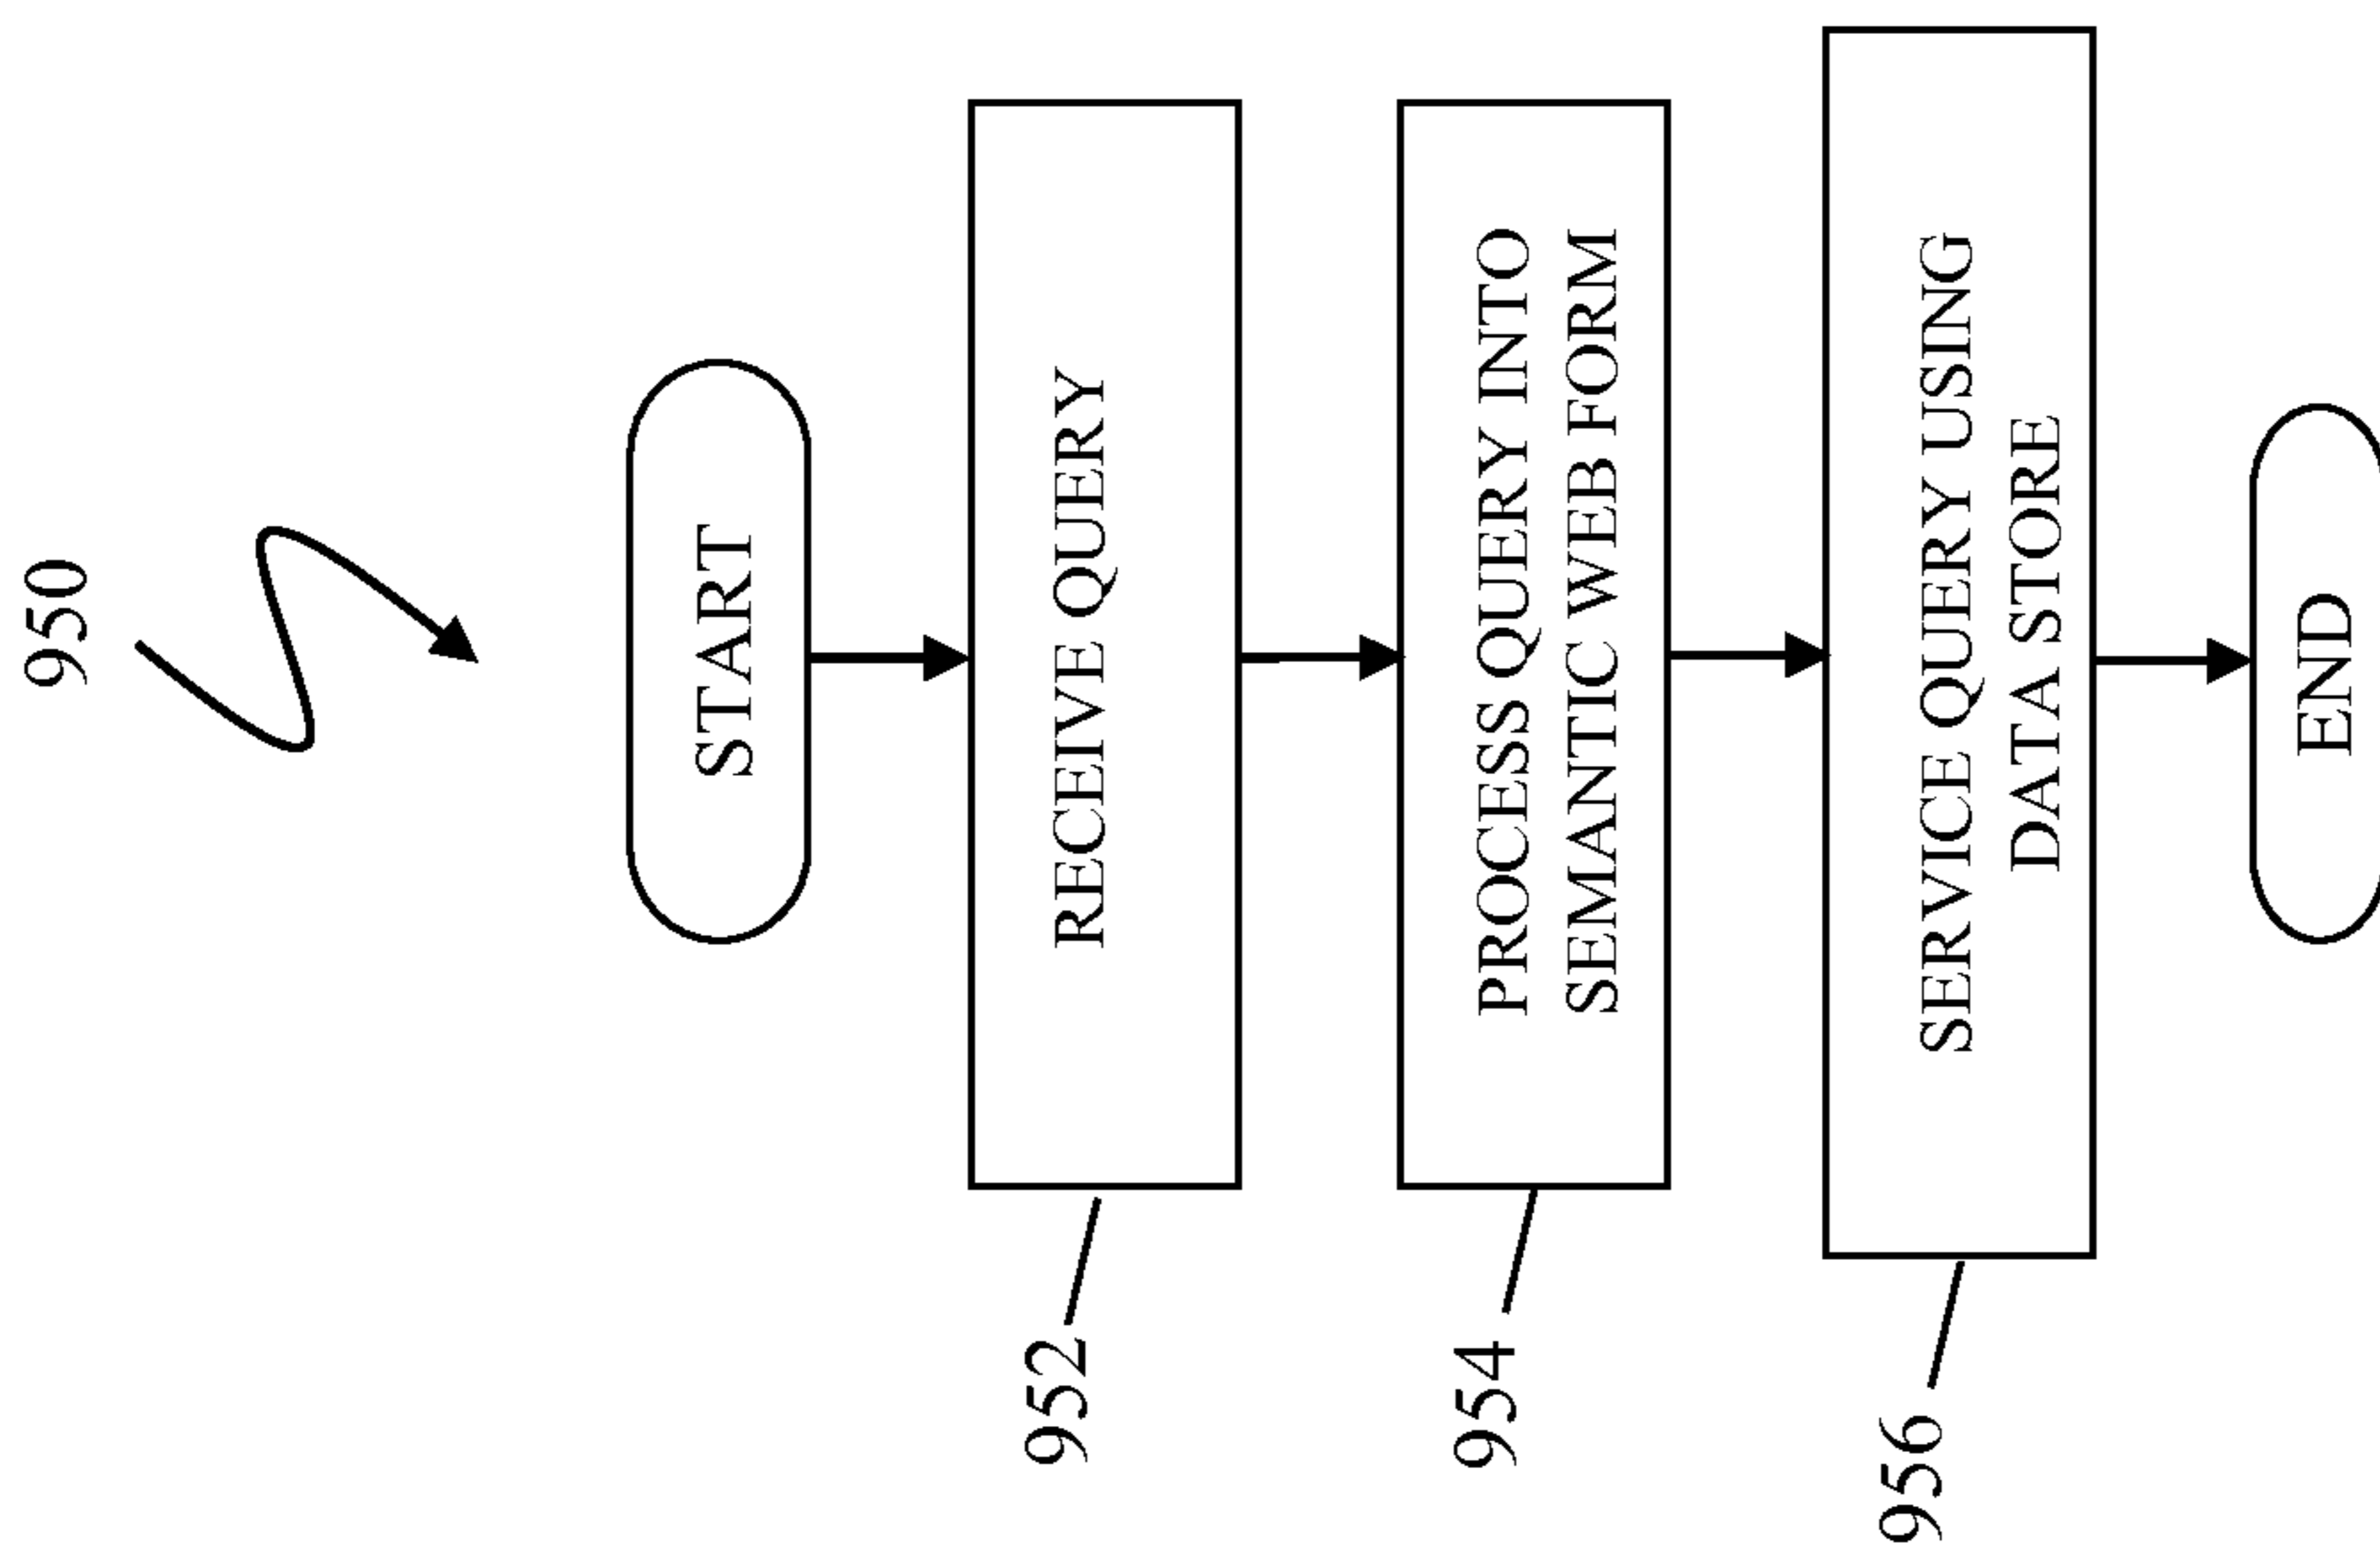 950
START
RECEIVE QUERY
952
PROCESS QUERY INTO
SEMANTIC WEB FORM
954
SERVICE QUERY USING
DATA STORE
956
END